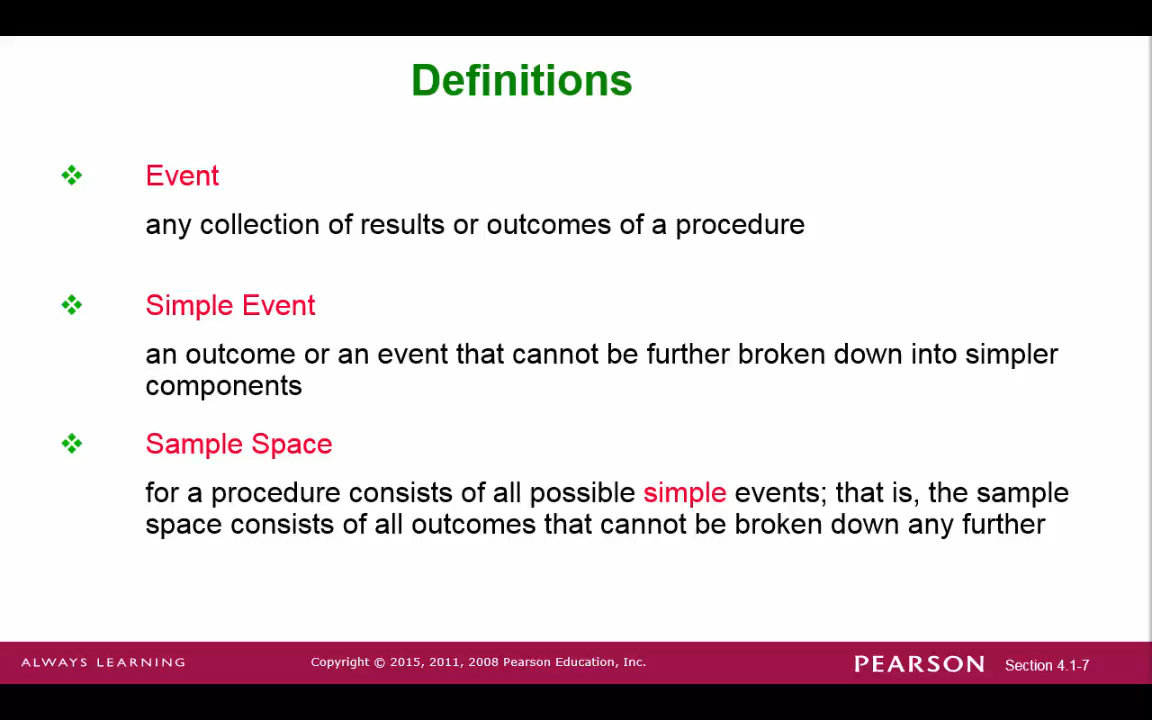 Definitions
Event
any collection of results or outcomes of a procedure
Simple Event
an outcome or an event that cannot be further broken down into simpler
components
Sample Space
for a procedure consists of all possible simple events; that is, the sample
space consists of all outcomes that cannot be broken down any further
ALWAYS LEARNING
Copyright © 2015, 2011, 2008 Pearson Education, Inc.
PEARSON
Section 4.1-7